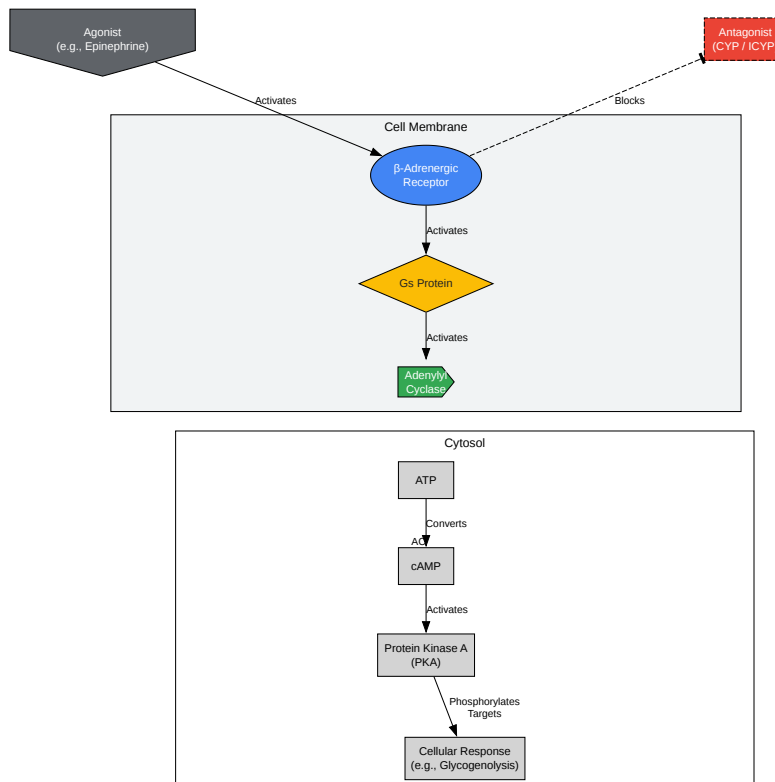 Agonist
(e.g., Epinephrine)
Antagonist
(CYP / ICYP
Activates
Blocks
Cell Membrane
β-Adrenergic
Receptor
Activates
Gs Protein
Activates
Adenylyl
Cyclase
Cytosol
ATP
Converts
AC
cAMP
Activates
Protein Kinase A
(PKA)
Phosphorylates
Targets
Cellular Response
(e.g., Glycogenolysis)